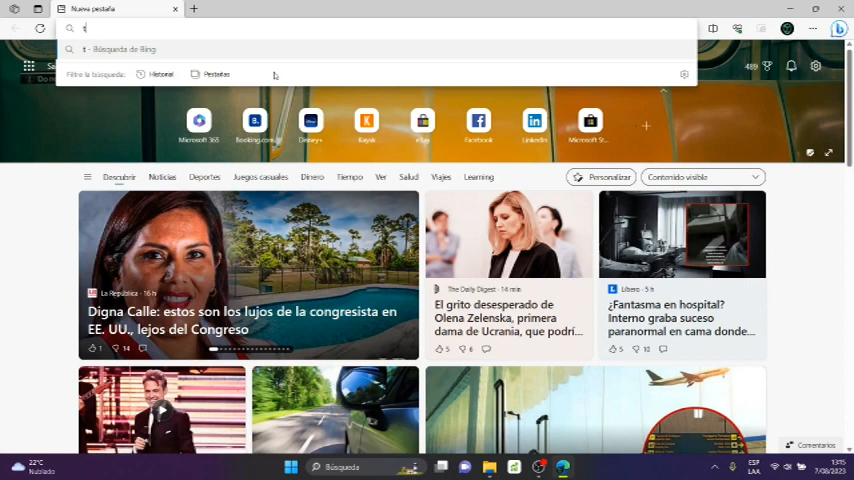 Nueva pestaña
t
t - Búsqueda de Bing
Filtre la búsqueda: Historial Pestañas
489
Microsoft 365 Booking.com Disney+ Kayak eBay Facebook LinkedIn Microsoft St...
Descubrir Noticias Deportes Juegos casuales Dinero Tiempo Ver Salud Viajes Learning Personalizar Contenido visible
La República · 16 h
Digna Calle: estos son los lujos de la congresista en
EE. UU., lejos del Congreso
1 14
The Daily Digest · 14 min
El grito desesperado de
Olena Zelenska, primera
dama de Ucrania, que podrí...
5 6
Libero · 5 h
¿Fantasma en hospital?
Interno graba suceso
paranormal en cama donde...
5 10
Comentarios
22°C
Nublado
Búsqueda
ESP
LAA
13:15
7/08/2023